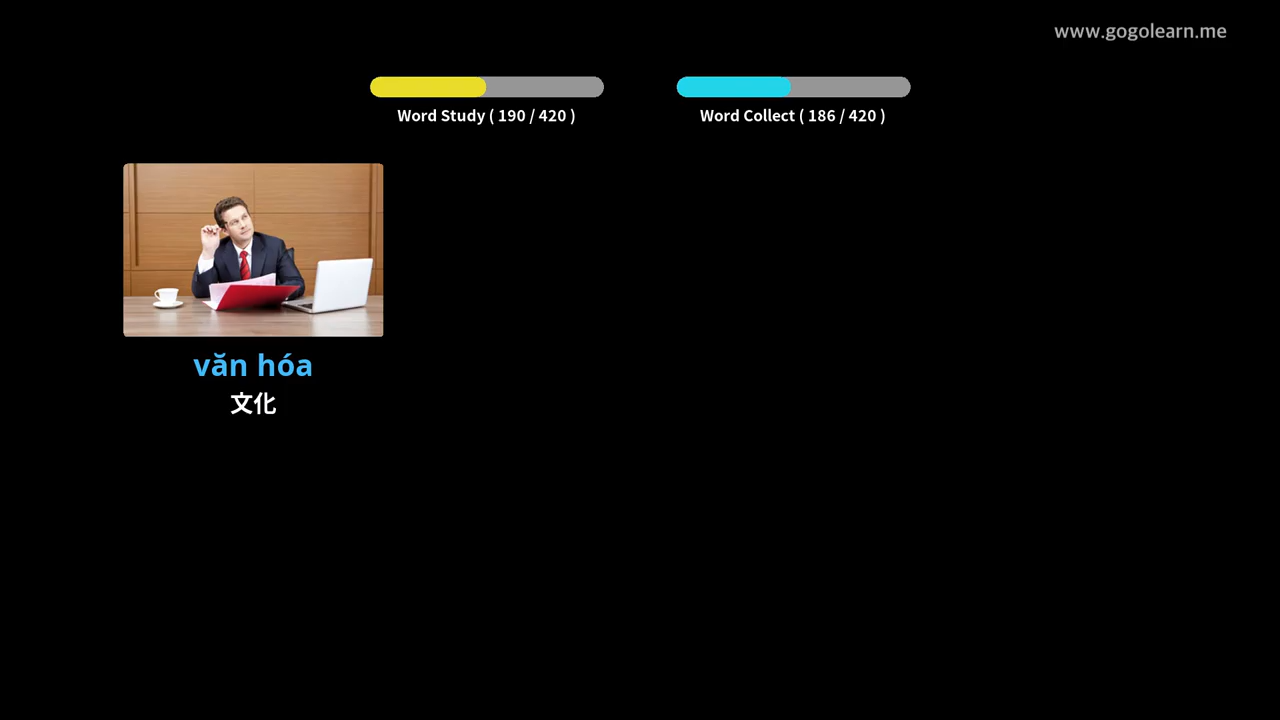 www.gogolearn.me
Word Study ( 190 / 420 )
Word Collect ( 186 / 420 )
văn hóa
文化